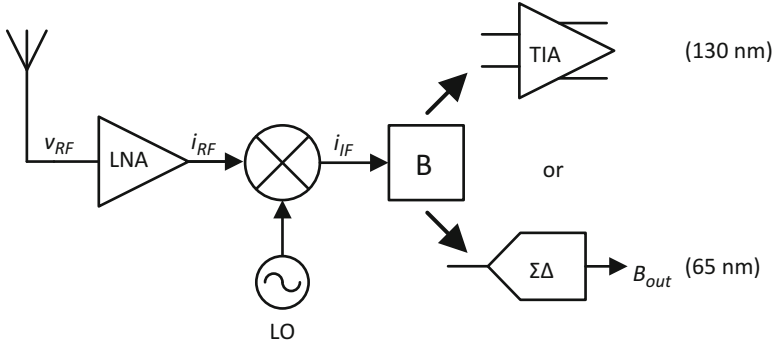 TIA
(130 nm)
v_RF
LNA
i_RF
i_IF
B
or
LO
ΣΔ
B_out
(65 nm)